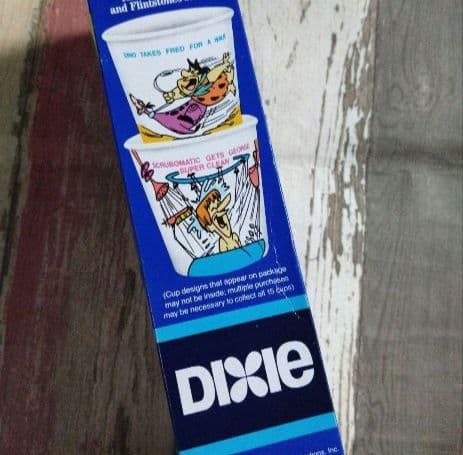 and Flintstones
DINO TAKES FRED FOR A WALK
SCRUBOMATIC GETS GEORGE
SUPER CLEAN
(Cup designs that appear on package
may not be inside, multiple purchases
may be necessary to collect all 15 cups)
DIXIE
Inc.